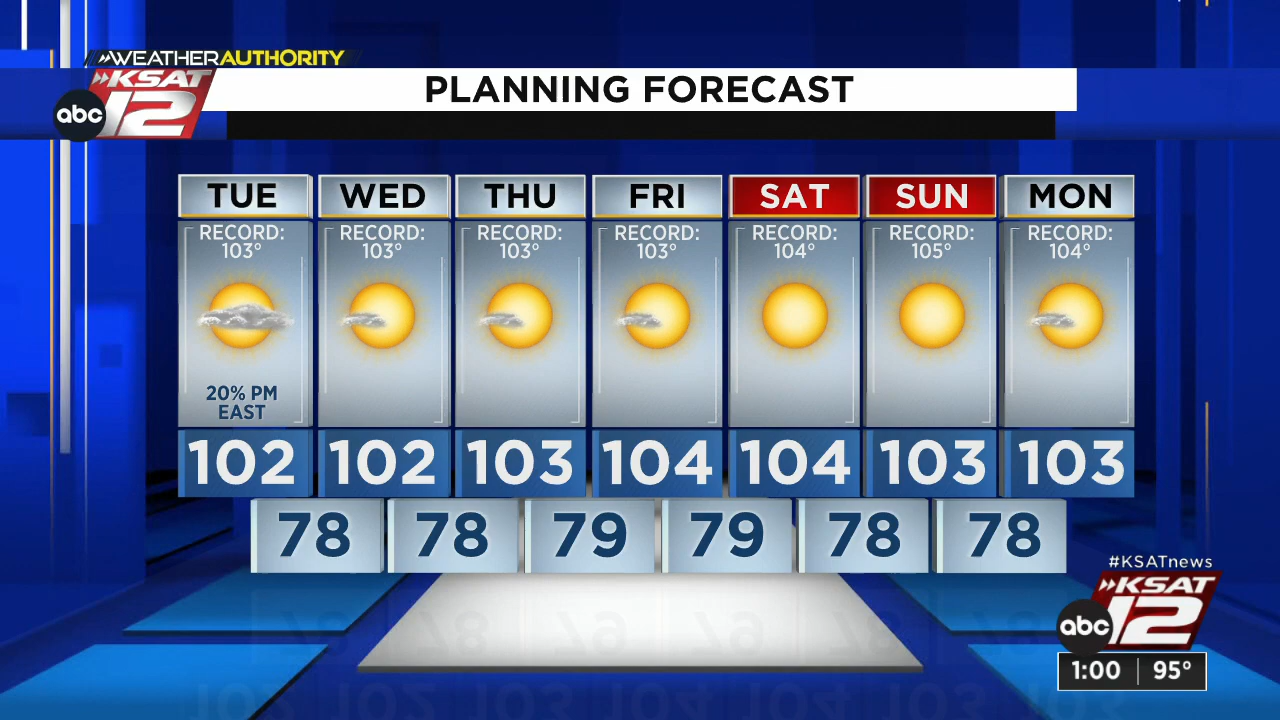 WEATHERAUTHORITY
KSAT
abc 12
PLANNING FORECAST
TUE WED THU FRI SAT SUN MON
RECORD: RECORD: RECORD: RECORD: RECORD: RECORD: RECORD:
103° 103° 103° 103° 104° 105° 104°
20% PM
EAST
102 102 103 104 104 103 103
78 78 79 79 78 78
#KSATnews
KSAT
abc 12
1:00 95°